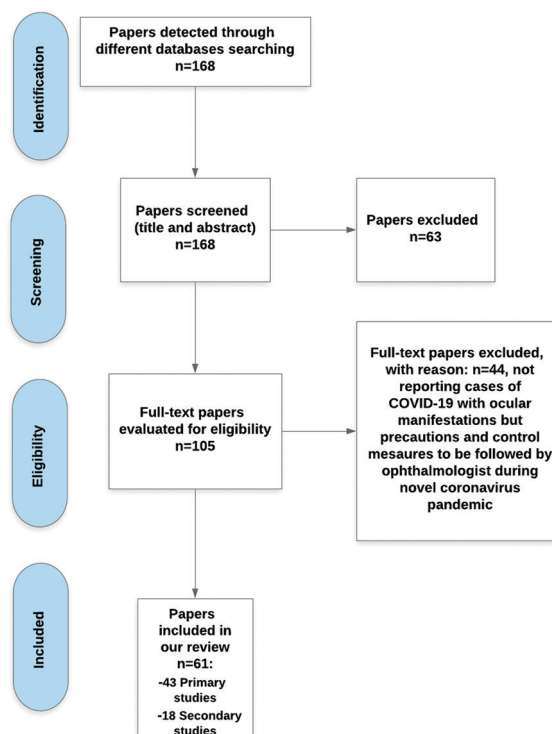 Identification
Papers detected through
different databases searching
n=168
Screening
Papers screened
(title and abstract)
n=168
Papers excluded
n=63
Eligibility
Full-text papers
evaluated for eligibility
n=105
Full-text papers excluded,
with reason: n=44, not
reporting cases of
COVID-19 with ocular
manifestations but
precautions and control
mesaures to be followed by
ophthalmologist during
novel coronavirus
pandemic
Included
Papers
included in
our review
n=61:
-43 Primary
studies
-18 Secondary
studies